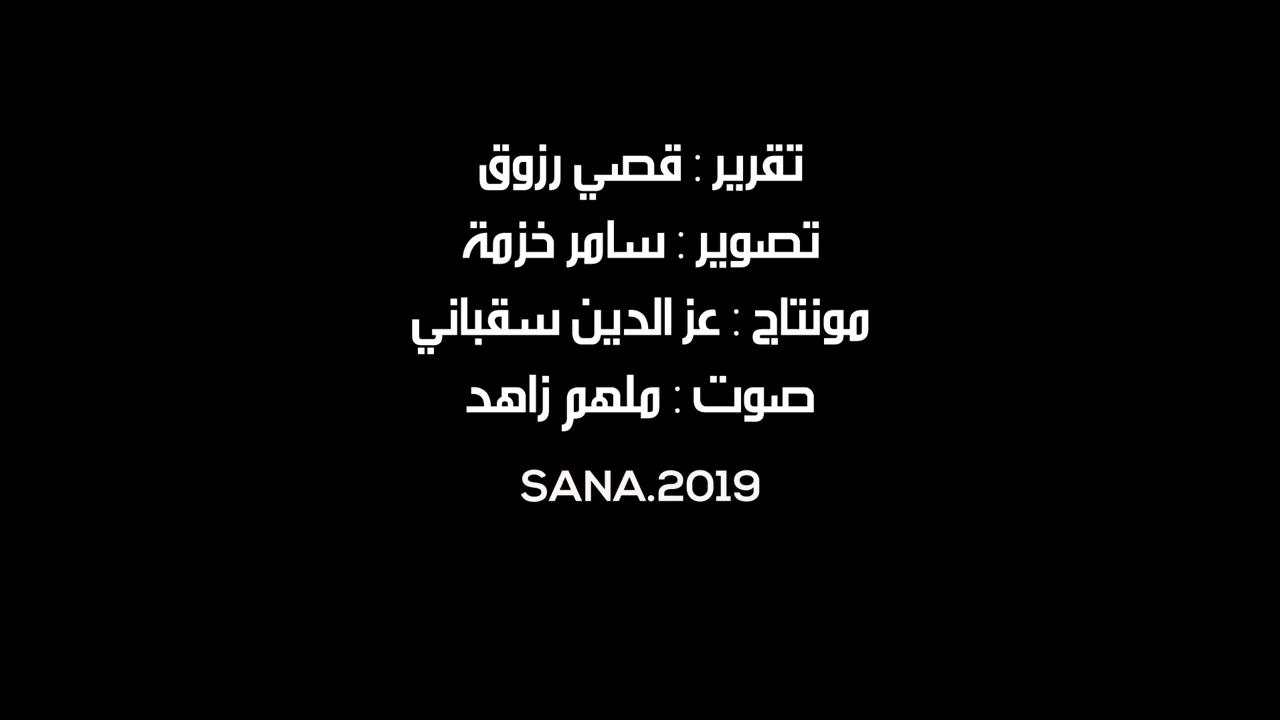 تقرير : قصي رزوق
تصوير : سامر خزمة
مونتاج : عز الدين سقباني
صوت : ملهم زاهد
SANA.2019